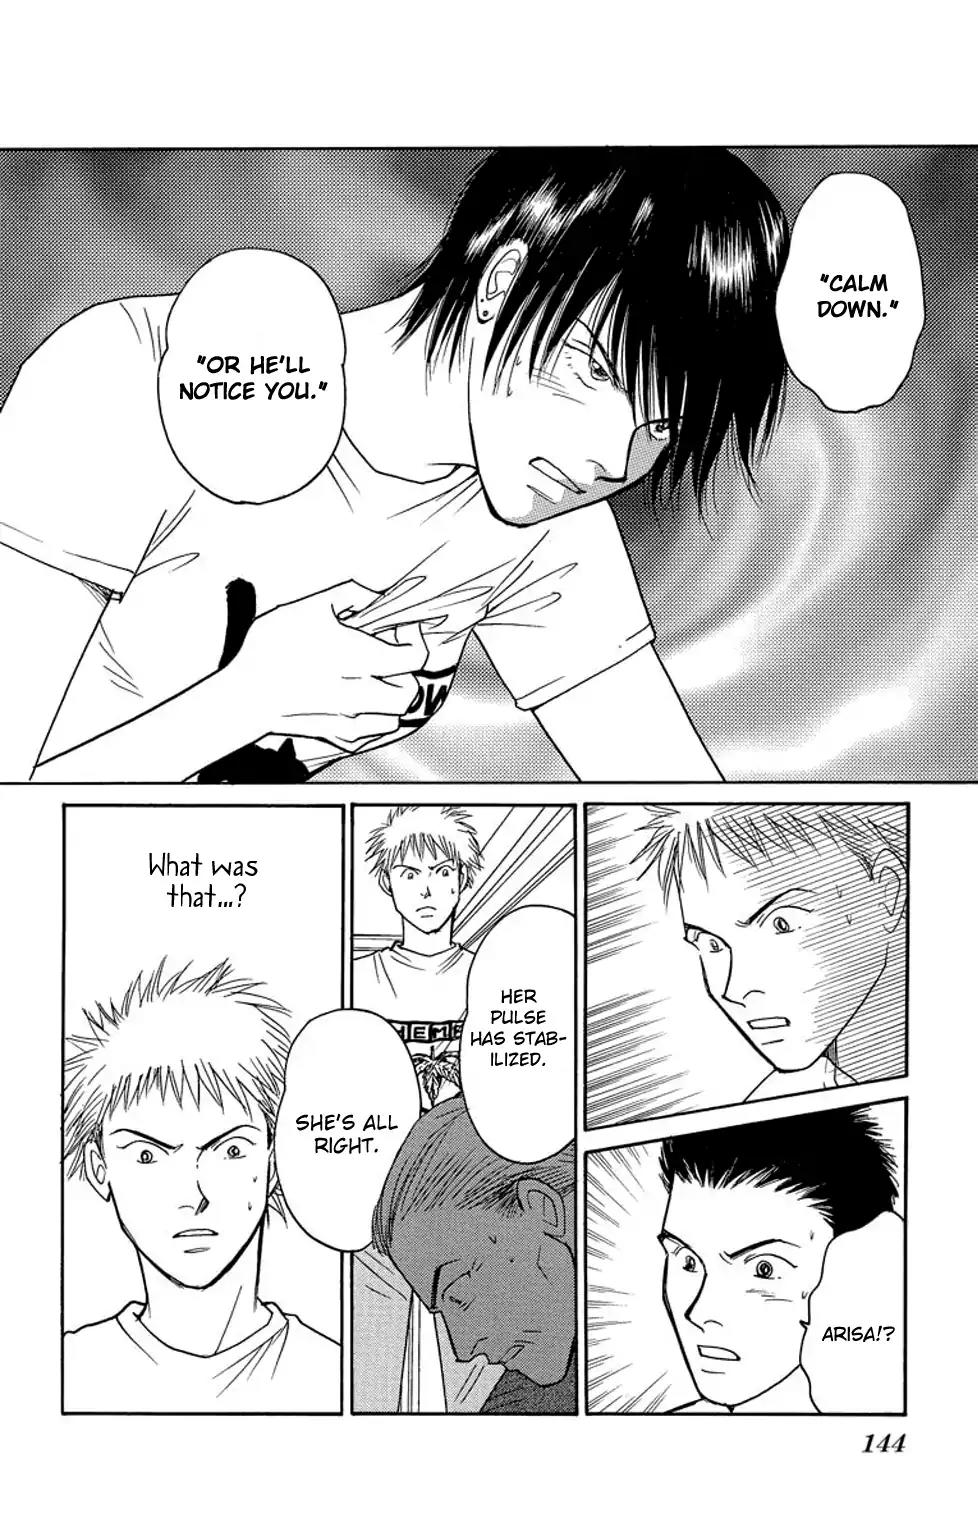 "CALM
DOWN."
"OR HE'LL
NOTICE YOU."
ARISA!?
HER
PULSE
HAS STAB-
ILIZED.
HEME
SHE'S ALL
RIGHT.
What was
that...?
144